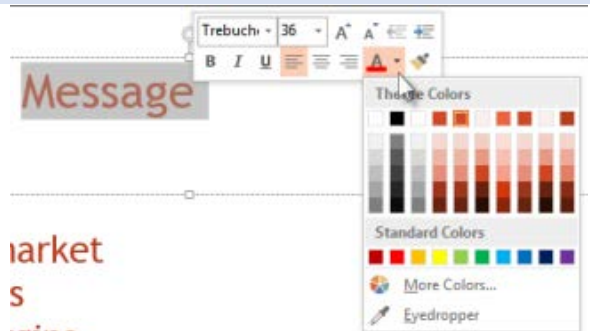 Trebuch 36 A A
B I U A
Message
Theme Colors
Standard Colors
More Colors...
Eyedropper
arket
s